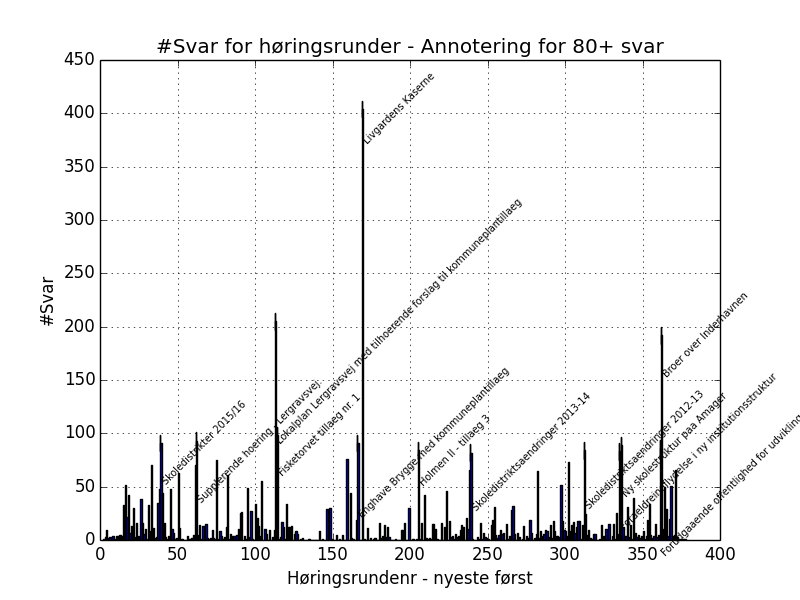 #Svar for høringsrunder - Annotering for 80+ svar
450
400
350
300
250
200
150
100
50
0
#Svar
Skoledistrikter 2015/16
Supplerende hoering - Lergravsvej.
Lokalplan Lergravsvej med tilhoerende forslag til kommuneplantillaeg
Fisketorvet tillaeg nr. 1
Enghave Brygge med kommuneplantillaeg
Livgardens Kaserne
Holmen II - tillaeg 3
Skoledistriktsaendringer 2013-14
Skoledistriktsaendringer 2012-13
Ny skolestruktur paa Amager
i ny institutionsstruktur
Broer over Inderhavnen
Forudgaaende offentlighed for udvikling
0 50 100 150 200 250 300 350 400
Høringsrundenr - nyeste først